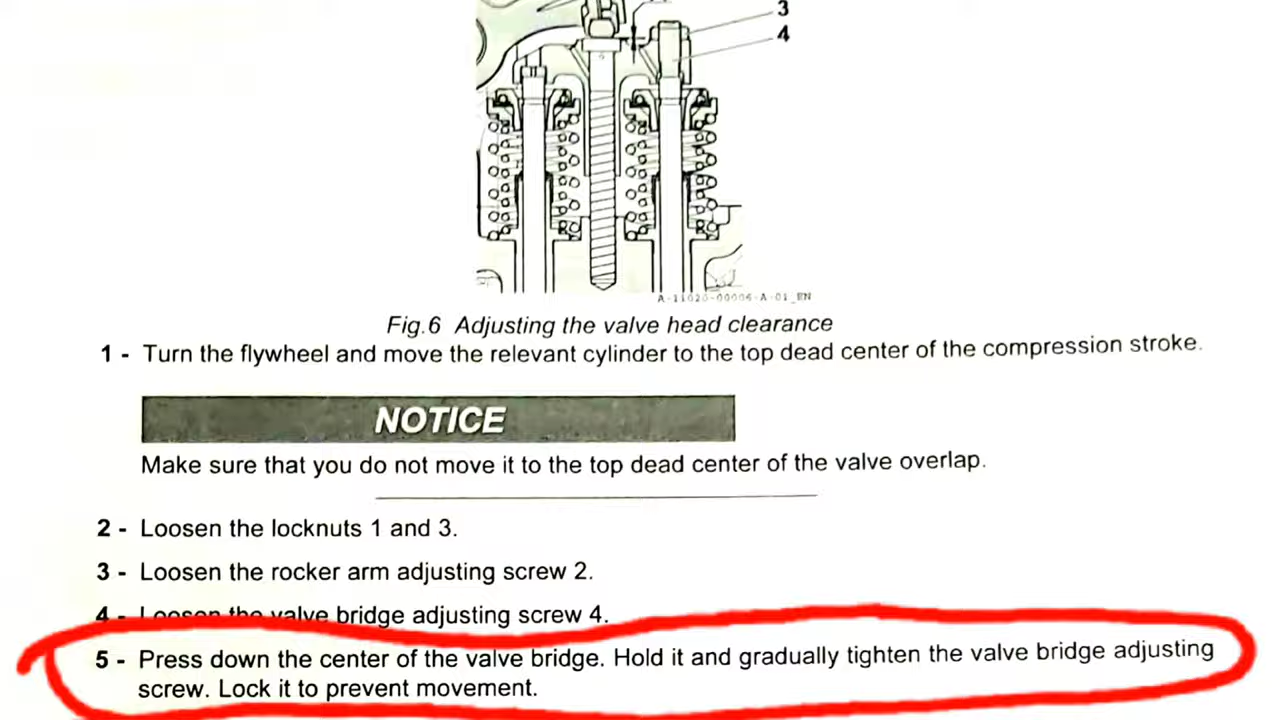 3
4
A-11020-00006-A-01_EN
Fig.6 Adjusting the valve head clearance
1 - Turn the flywheel and move the relevant cylinder to the top dead center of the compression stroke.
NOTICE
Make sure that you do not move it to the top dead center of the valve overlap.
2 - Loosen the locknuts 1 and 3.
3 - Loosen the rocker arm adjusting screw 2.
4 - Loosen the valve bridge adjusting screw 4.
5 - Press down the center of the valve bridge. Hold it and gradually tighten the valve bridge adjusting
screw. Lock it to prevent movement.